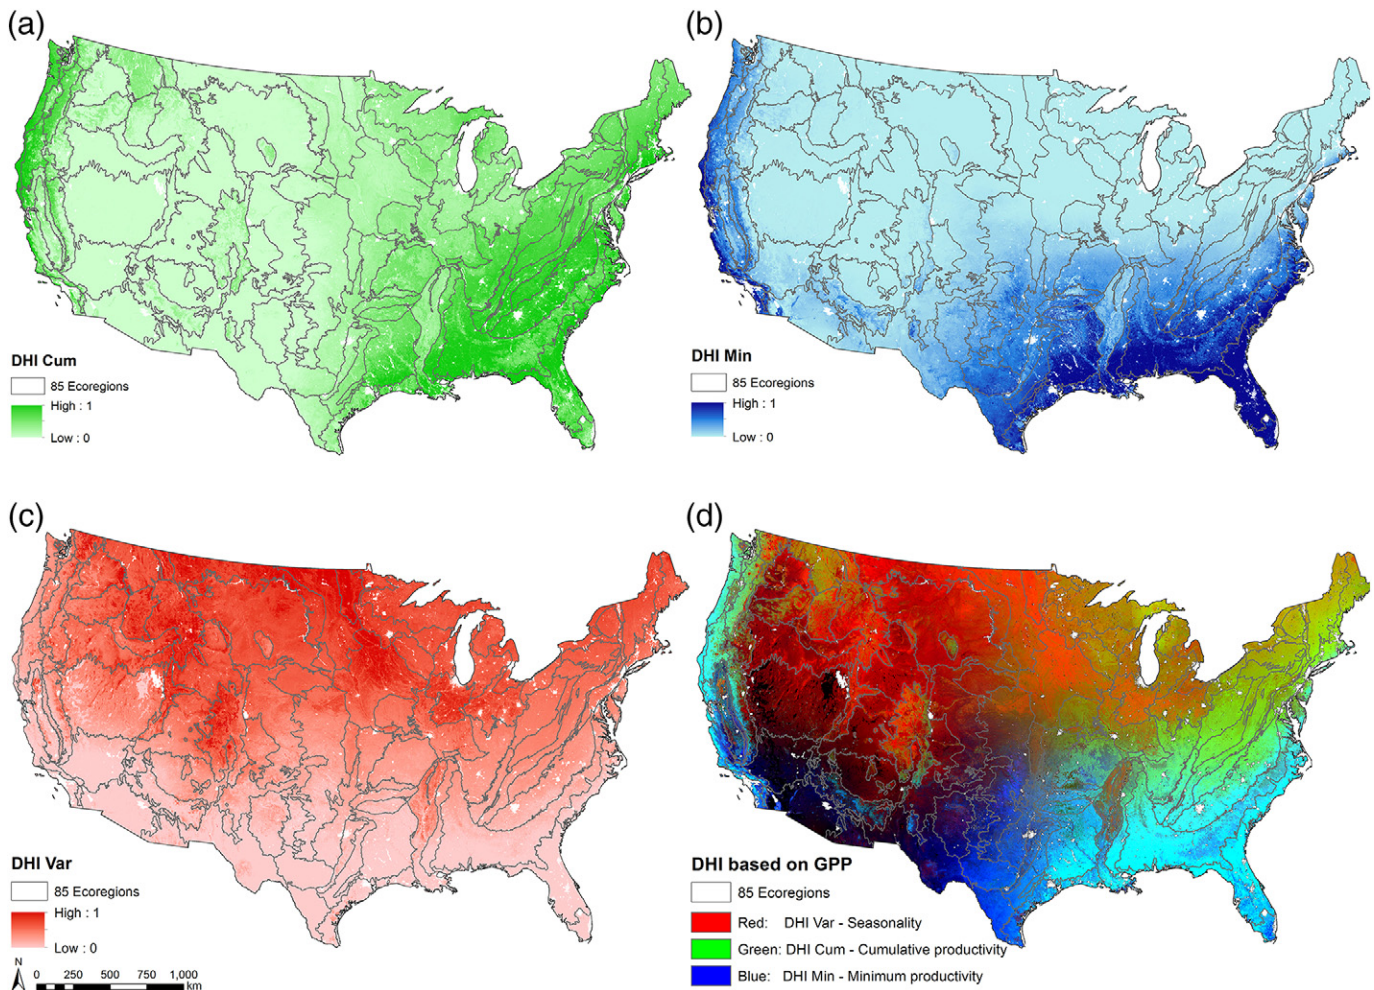 (a)
DHI Cum
85 Ecoregions
High : 1
Low : 0
(b)
DHI Min
85 Ecoregions
High : 1
Low : 0
(c)
DHI Var
85 Ecoregions
High : 1
Low : 0
N
0 250 500 750 1,000
km
(d)
DHI based on GPP
85 Ecoregions
Red: DHI Var - Seasonality
Green: DHI Cum - Cumulative productivity
Blue: DHI Min - Minimum productivity